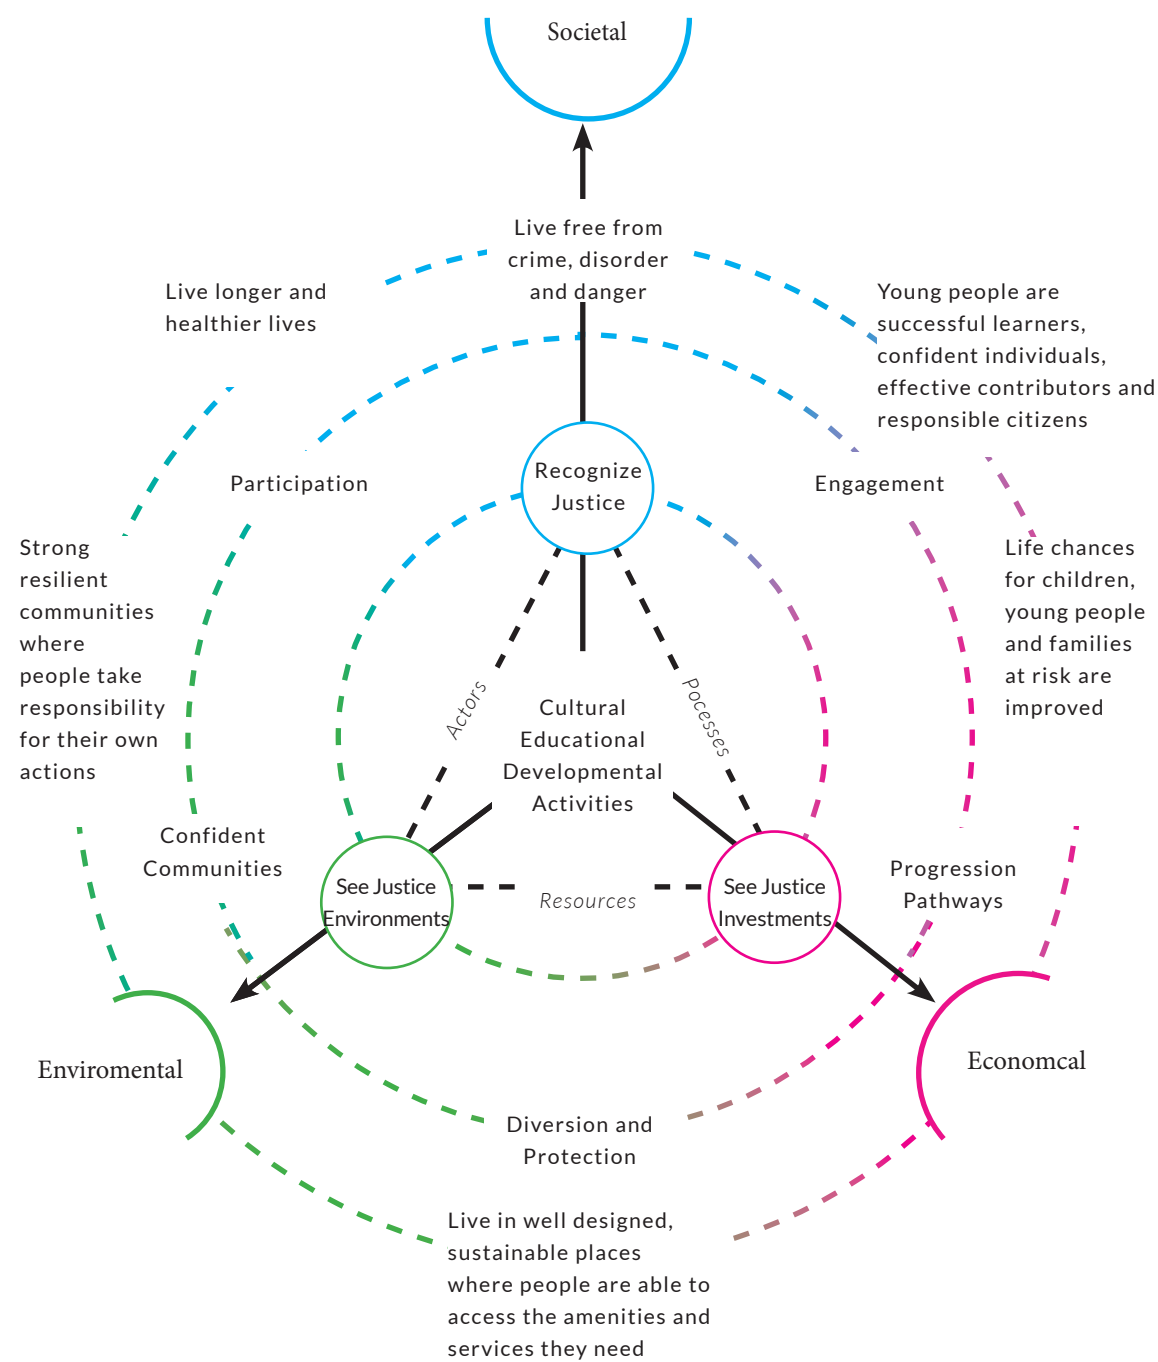 Societal
Live free from
crime, disorder
and danger
Live longer and
healthier lives
Young people are
successful learners,
confident individuals,
effective contributors and
responsible citizens
Participation
Recognize
Justice
Engagement
Strong
resilient
communities
where
people take
responsibility
for their own
actions
Life chances
for children,
young people
and families
at risk are
improved
Actors
Pocesses
Cultural
Educational
Developmental
Activities
Confident
Communities
See Justice
Environments
Resources
See Justice
Investments
Progression
Pathways
Enviromental
Economcal
Diversion and
Protection
Live in well designed,
sustainable places
where people are able to
access the amenities and
services they need